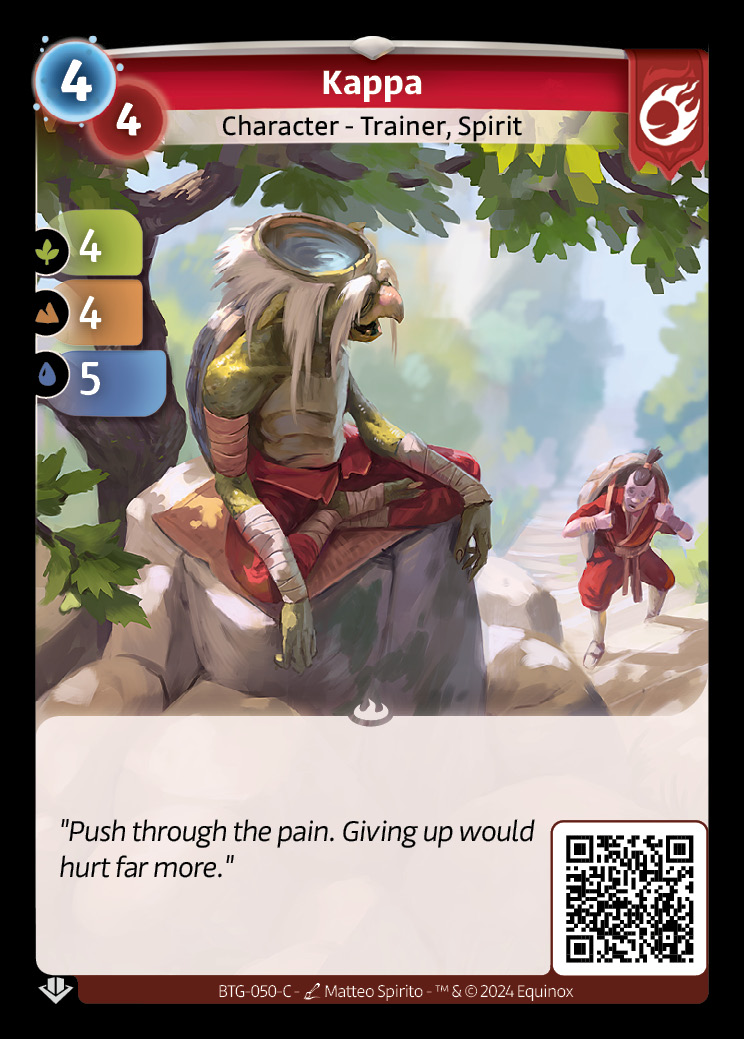 4
Kappa
4
Character - Trainer, Spirit
4
4
5
"Push through the pain. Giving up would
hurt far more."
BTG-050-C - Matteo Spirito - ™ & © 2024 Equinox